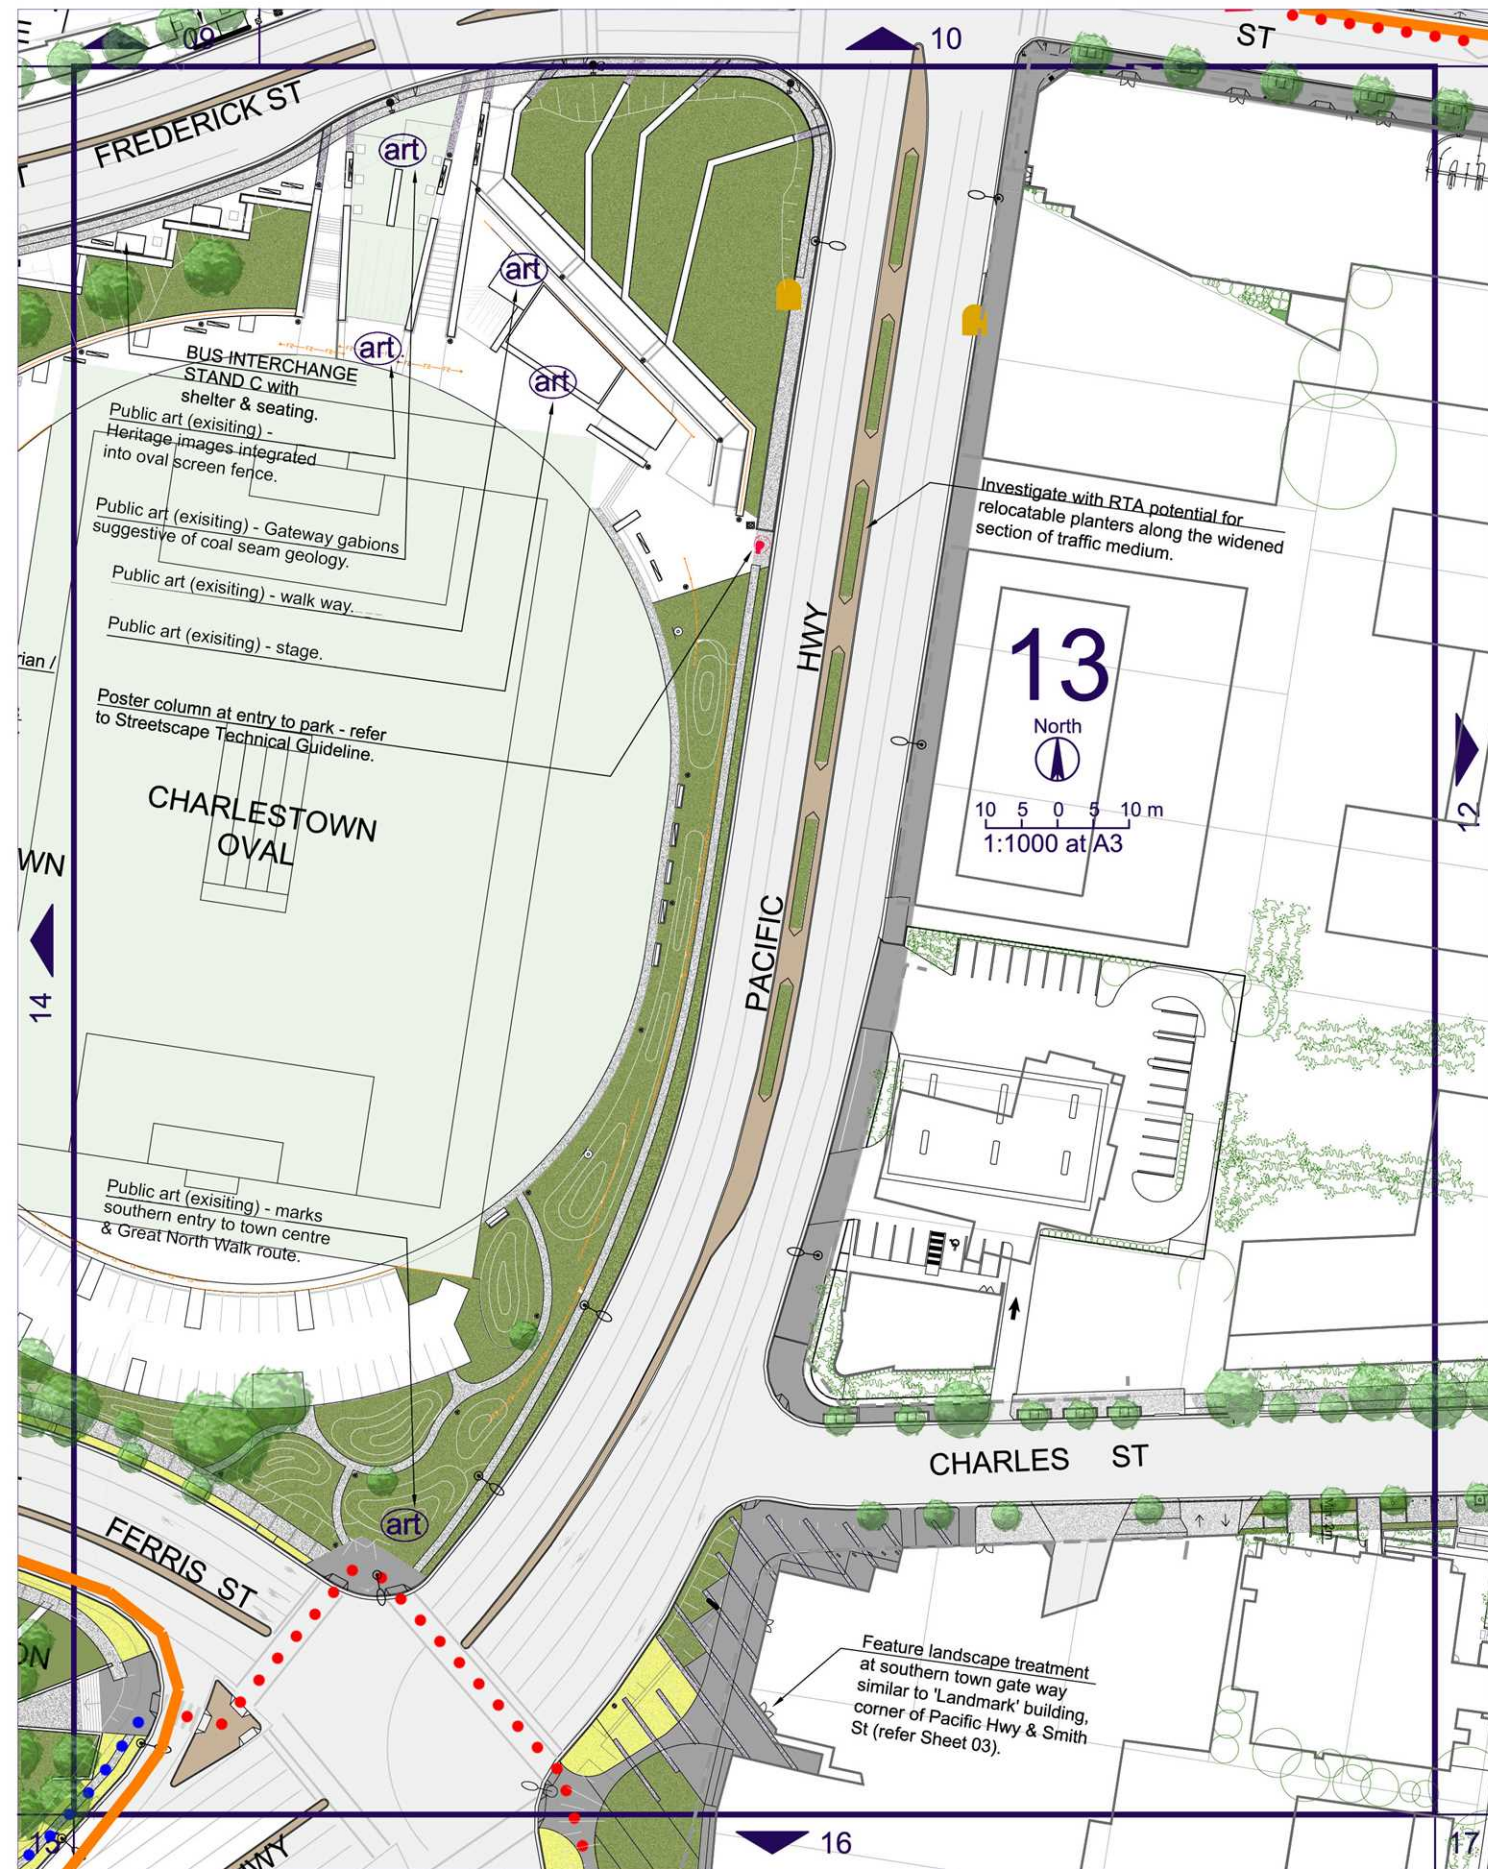 09
10
ST
FREDERICK ST
art
art
art
art
BUS INTERCHANGE
STAND C with
shelter & seating.
Public art (exisiting) -
Heritage images integrated
into oval screen fence.
Public art (exisiting) - Gateway gabions
suggestive of coal seam geology.
Public art (exisiting) - walk way.
Public art (exisiting) - stage.
rian /
Poster column at entry to park - refer
to Streetscape Technical Guideline.
CHARLESTOWN
OVAL
WN
Investigate with RTA potential for
relocatable planters along the widened
section of traffic medium.
HWY
PACIFIC
13
North
10 5 0 5 10 m
1:1000 at A3
12
14
Public art (exisiting) - marks
southern entry to town centre
& Great North Walk route.
art
CHARLES ST
FERRIS ST
ON
Feature landscape treatment
at southern town gate way
similar to 'Landmark' building,
corner of Pacific Hwy & Smith
St (refer Sheet 03).
15
HWY
16
17